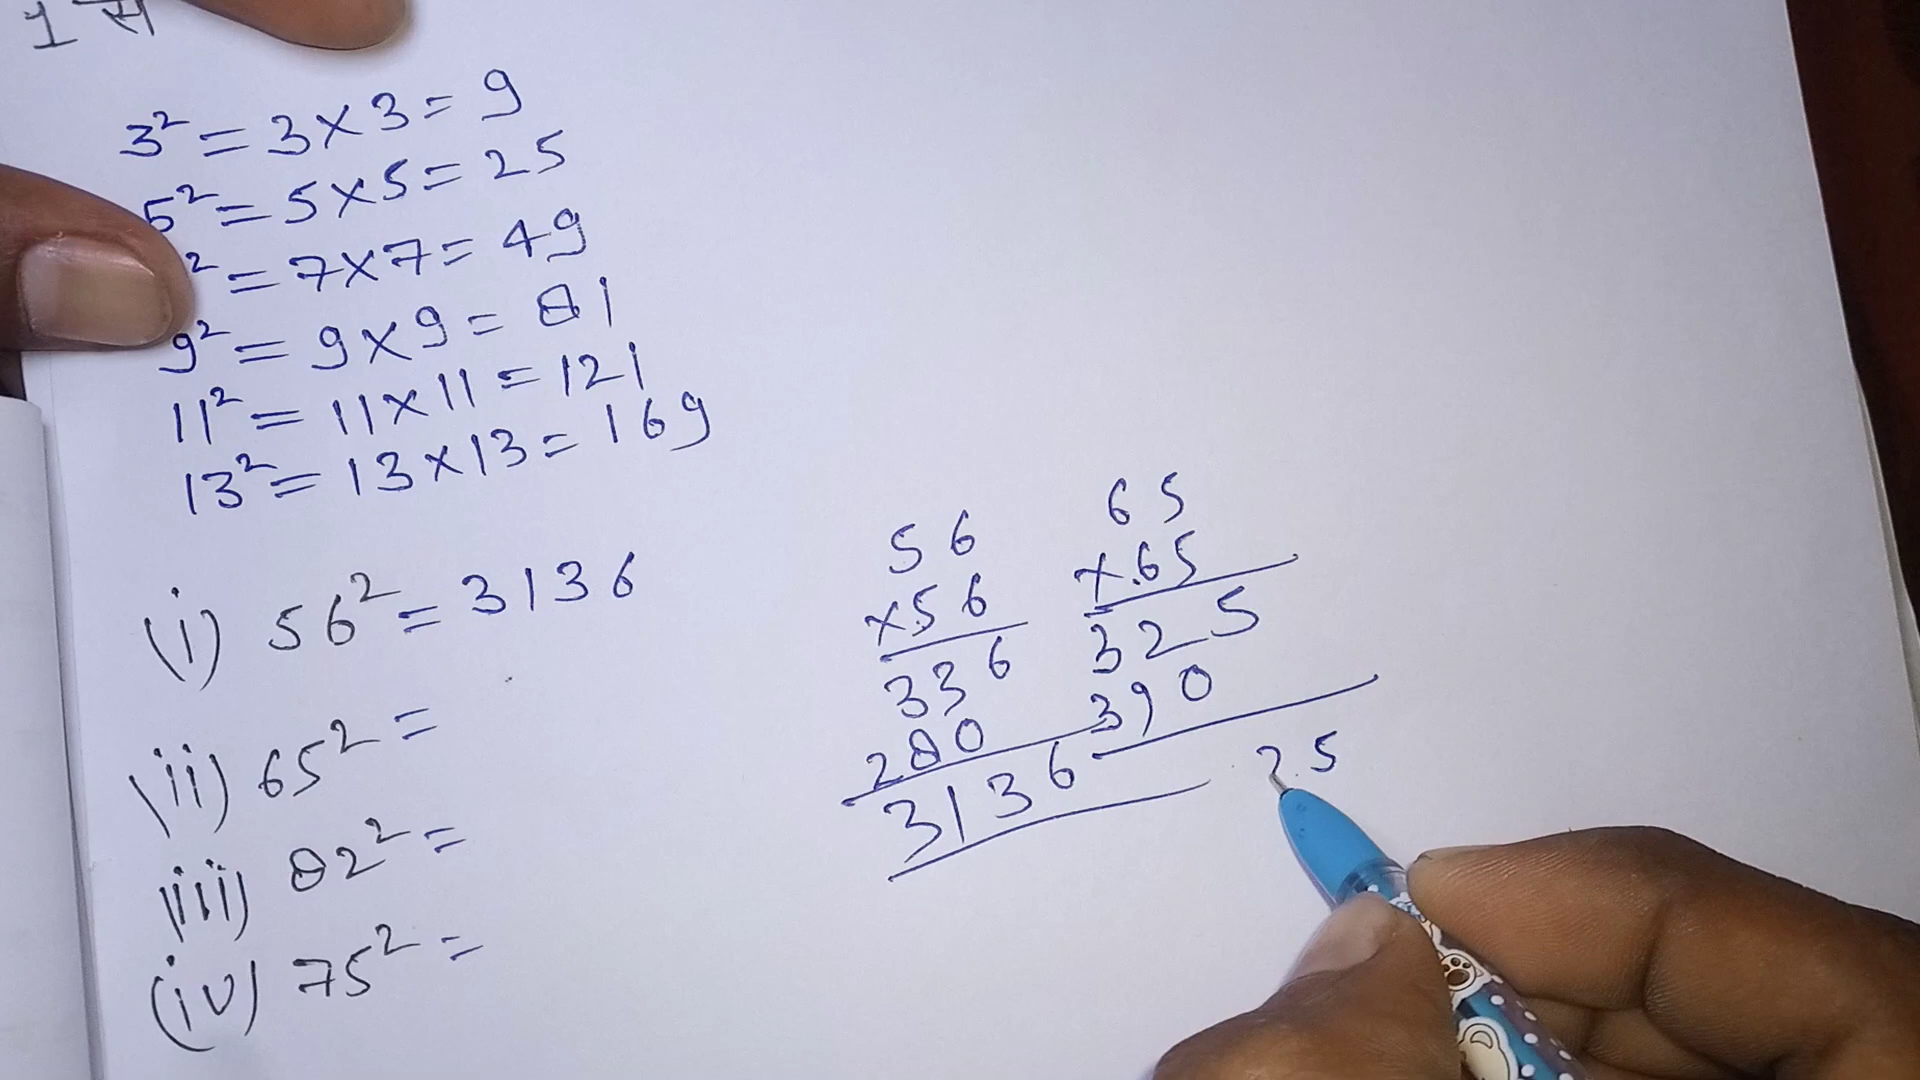 1 से
3² = 3×3 = 9
5² = 5×5 = 25
² = 7×7 = 49
9² = 9×9 = 81
11² = 11×11 = 121
13² = 13×13 = 169
(i) 56² = 3136
(ii) 65² =
(iii) 82² =
(iv) 75² =
56
×56
336
280
3136
65
×65
325
390
25